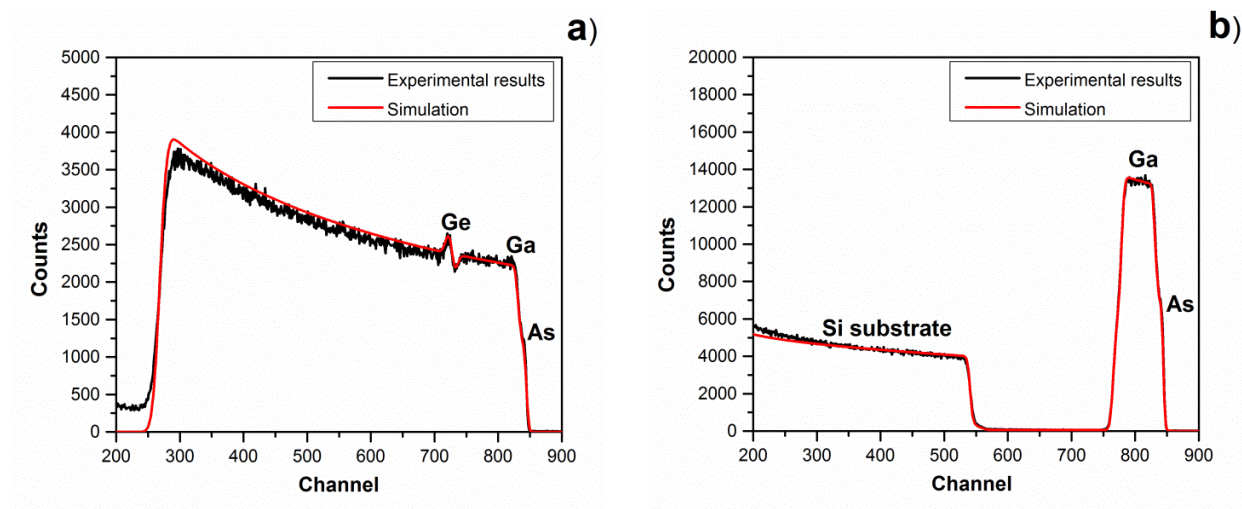 a)
5000
4500
4000
3500
3000
2500
2000
1500
1000
500
0
Counts
Experimental results
Simulation
Ge
Ga
As
200 300 400 500 600 700 800 900
Channel
b)
20000
18000
16000
14000
12000
10000
8000
6000
4000
2000
0
Counts
Experimental results
Simulation
Ga
As
Si substrate
200 300 400 500 600 700 800 900
Channel